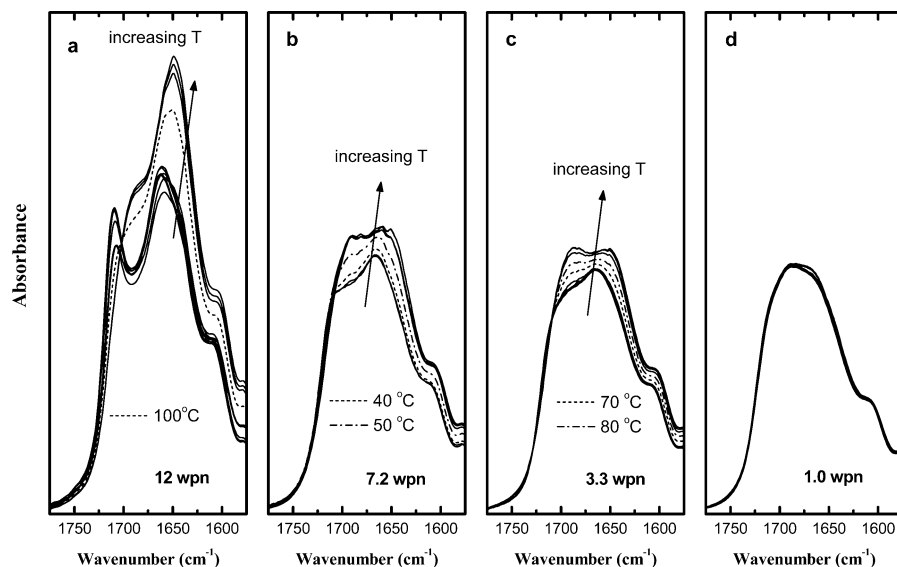 a
increasing T
100°C
12 wpn
b
increasing T
40 °C
50 °C
7.2 wpn
c
increasing T
70 °C
80 °C
3.3 wpn
d
1.0 wpn
Absorbance
1750 1700 1650 1600
1750 1700 1650 1600
1750 1700 1650 1600
1750 1700 1650 1600
Wavenumber (cm⁻¹)
Wavenumber (cm⁻¹)
Wavenumber (cm⁻¹)
Wavenumber (cm⁻¹)